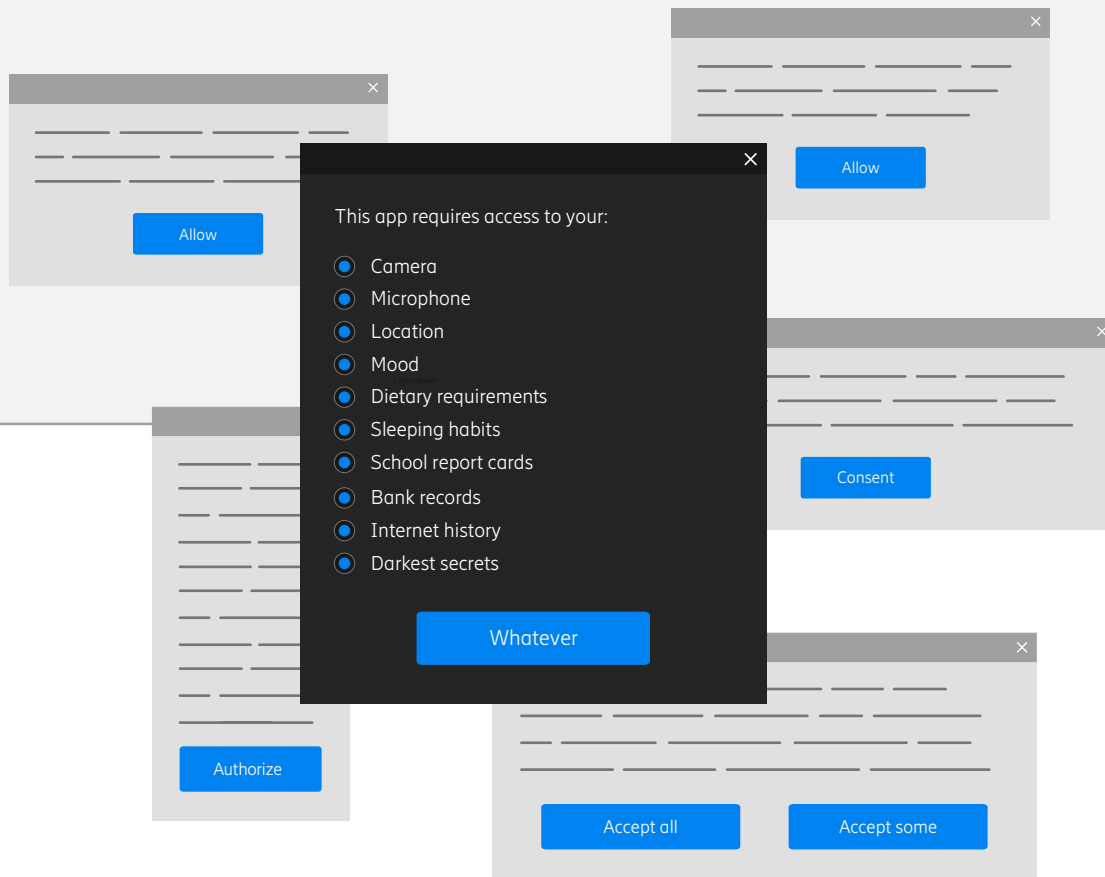 Allow
Allow
This app requires access to your:
Camera
Microphone
Location
Mood
Dietary requirements
Sleeping habits
School report cards
Bank records
Internet history
Darkest secrets
Whatever
Consent
Authorize
Accept all
Accept some